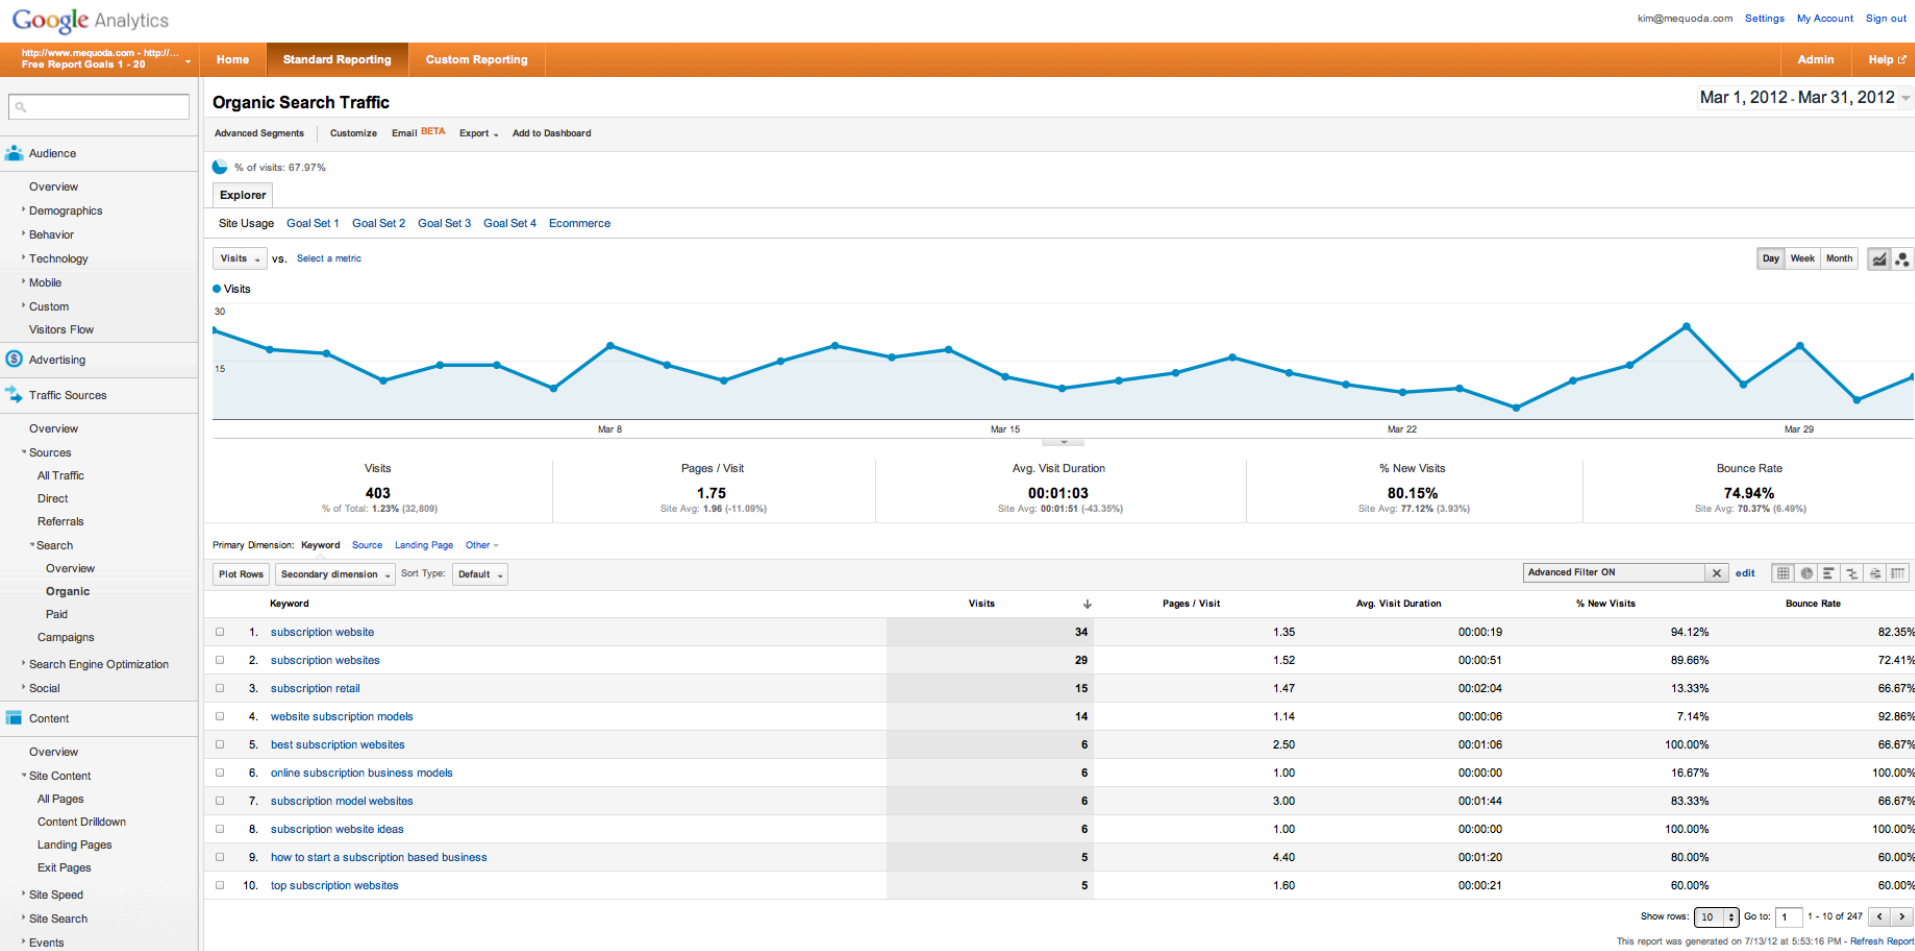 Google Analytics
kim@mequoda.com Settings My Account Sign out
http://www.mequoda.com - http://...
Free Report Goals 1 - 20
Home Standard Reporting Custom Reporting Admin Help
Organic Search Traffic
Mar 1, 2012 - Mar 31, 2012
Advanced Segments Customize Email BETA Export Add to Dashboard
% of visits: 67.97%
Explorer
Site Usage Goal Set 1 Goal Set 2 Goal Set 3 Goal Set 4 Ecommerce
Visits vs. Select a metric
Day Week Month
Visits
30
15
Mar 8 Mar 15 Mar 22 Mar 29
Visits Pages / Visit Avg. Visit Duration % New Visits Bounce Rate
403 1.75 00:01:03 80.15% 74.94%
% of Total: 1.23% (32,809) Site Avg: 1.96 (-11.09%) Site Avg: 00:01:51 (-43.35%) Site Avg: 77.12% (3.93%) Site Avg: 70.37% (6.49%)
Primary Dimension: Keyword Source Landing Page Other
Plot Rows Secondary dimension Sort Type: Default Advanced Filter ON edit
Keyword Visits Pages / Visit Avg. Visit Duration % New Visits Bounce Rate
1. subscription website 34 1.35 00:00:19 94.12% 82.35%
2. subscription websites 29 1.52 00:00:51 89.66% 72.41%
3. subscription retail 15 1.47 00:02:04 13.33% 66.67%
4. website subscription models 14 1.14 00:00:06 7.14% 92.86%
5. best subscription websites 6 2.50 00:01:06 100.00% 66.67%
6. online subscription business models 6 1.00 00:00:00 16.67% 100.00%
7. subscription model websites 6 3.00 00:01:44 83.33% 66.67%
8. subscription website ideas 6 1.00 00:00:00 100.00% 100.00%
9. how to start a subscription based business 5 4.40 00:01:20 80.00% 60.00%
10. top subscription websites 5 1.60 00:00:21 60.00% 60.00%
Show rows: 10 Go to: 1 1 - 10 of 247
This report was generated on 7/13/12 at 5:53:16 PM - Refresh Report
Audience
Overview
Demographics
Behavior
Technology
Mobile
Custom
Visitors Flow
Advertising
Traffic Sources
Overview
Sources
All Traffic
Direct
Referrals
Search
Overview
Organic
Paid
Campaigns
Search Engine Optimization
Social
Content
Overview
Site Content
All Pages
Content Drilldown
Landing Pages
Exit Pages
Site Speed
Site Search
Events